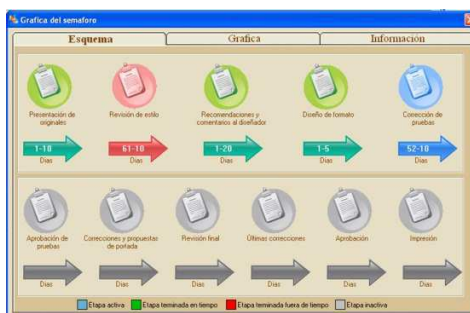 Grafica del semaforo
Esquema
Grafica
Información
Presentación de
originales
Revisión de estilo
Recomendaciones y
comentarios al diseñador
Diseño de formato
Corrección de
pruebas
1-10
61-10
1-20
1-5
52-10
Dias
Dias
Dias
Dias
Dias
Aprobación de
pruebas
Correcciones y propuestas
de portada
Revisión final
Últimas correcciones
Aprobación
Impresión
Dias
Dias
Dias
Dias
Dias
Dias
Etapa activa
Etapa terminada en tiempo
Etapa teminada fuera de tiempo
Etapa inactiva